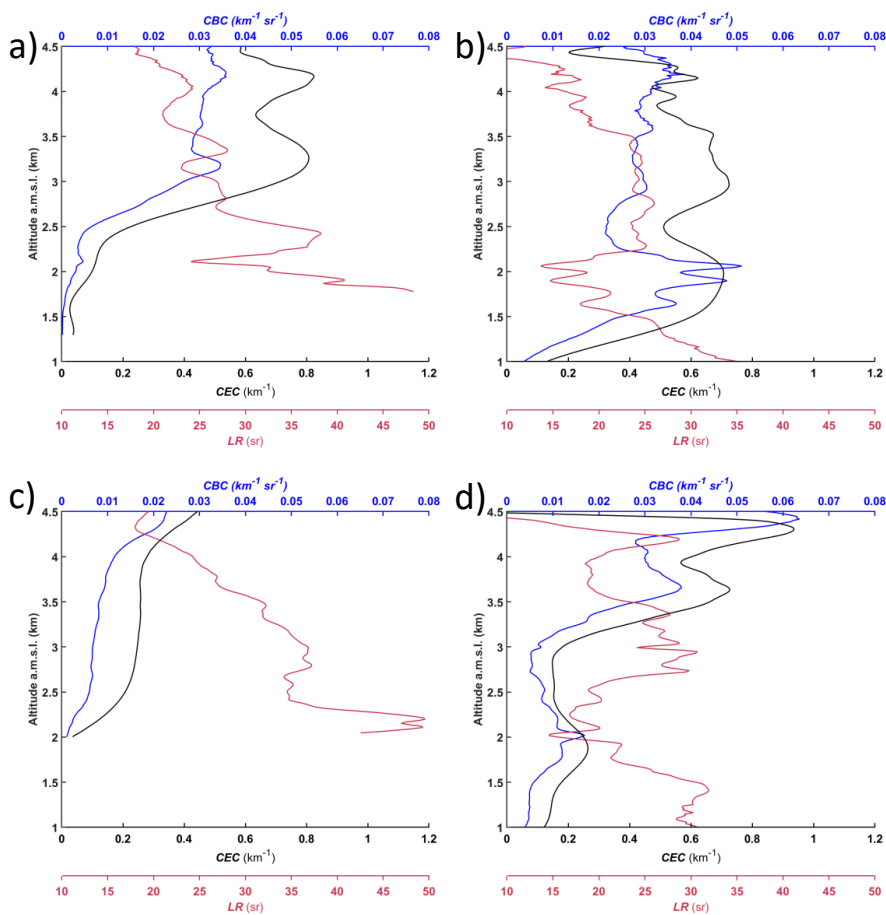 a)
CBC (km-1 sr-1)
0 0.01 0.02 0.03 0.04 0.05 0.06 0.07 0.08
4.5
4
3.5
3
2.5
2
1.5
1
Altitude a.m.s.l. (km)
0 0.2 0.4 0.6 0.8 1 1.2
CEC (km-1)
10 15 20 25 30 35 40 45 50
LR (sr)
b)
CBC (km-1 sr-1)
0 0.01 0.02 0.03 0.04 0.05 0.06 0.07 0.08
4.5
4
3.5
3
2.5
2
1.5
1
Altitude a.m.s.l. (km)
0 0.2 0.4 0.6 0.8 1 1.2
CEC (km-1)
10 15 20 25 30 35 40 45 50
LR (sr)
c)
CBC (km-1 sr-1)
0 0.01 0.02 0.03 0.04 0.05 0.06 0.07 0.08
4.5
4
3.5
3
2.5
2
1.5
1
Altitude a.m.s.l. (km)
0 0.2 0.4 0.6 0.8 1 1.2
CEC (km-1)
10 15 20 25 30 35 40 45 50
LR (sr)
d)
CBC (km-1 sr-1)
0 0.01 0.02 0.03 0.04 0.05 0.06 0.07 0.08
4.5
4
3.5
3
2.5
2
1.5
1
Altitude a.m.s.l. (km)
0 0.2 0.4 0.6 0.8 1 1.2
CEC (km-1)
10 15 20 25 30 35 40 45 50
LR (sr)